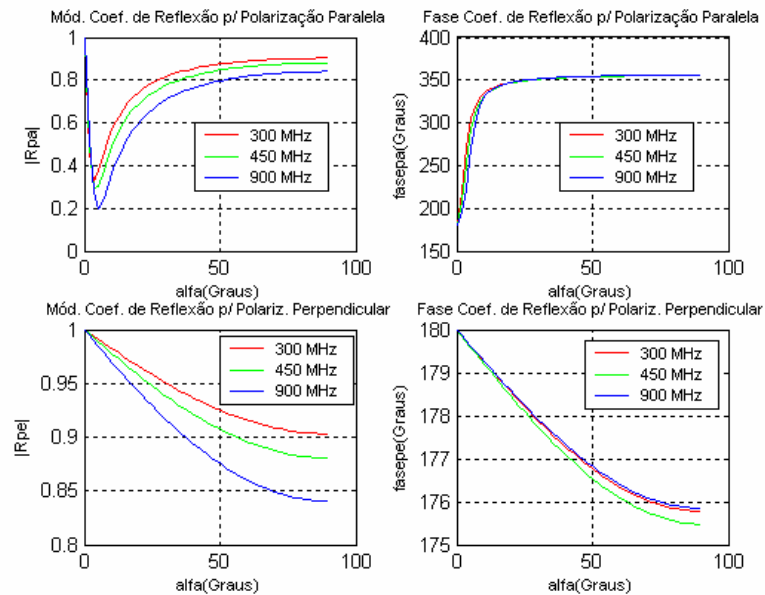 Mód. Coef. de Reflexão p/ Polarização Paralela
1
0.8
0.6
0.4
0.2
0
|Rpa|
300 MHz
450 MHz
900 MHz
0
50
100
alfa(Graus)
Fase Coef. de Reflexão p/ Polarização Paralela
400
350
300
250
200
150
fasepa(Graus)
300 MHz
450 MHz
900 MHz
0
50
100
alfa(Graus)
Mód. Coef. de Reflexão p/ Polariz. Perpendicular
1
0.95
0.9
0.85
0.8
|Rpe|
300 MHz
450 MHz
900 MHz
0
50
100
alfa(Graus)
Fase Coef. de Reflexão p/ Polariz. Perpendicular
180
179
178
177
176
175
fasepe(Graus)
300 MHz
450 MHz
900 MHz
0
50
100
alfa(Graus)